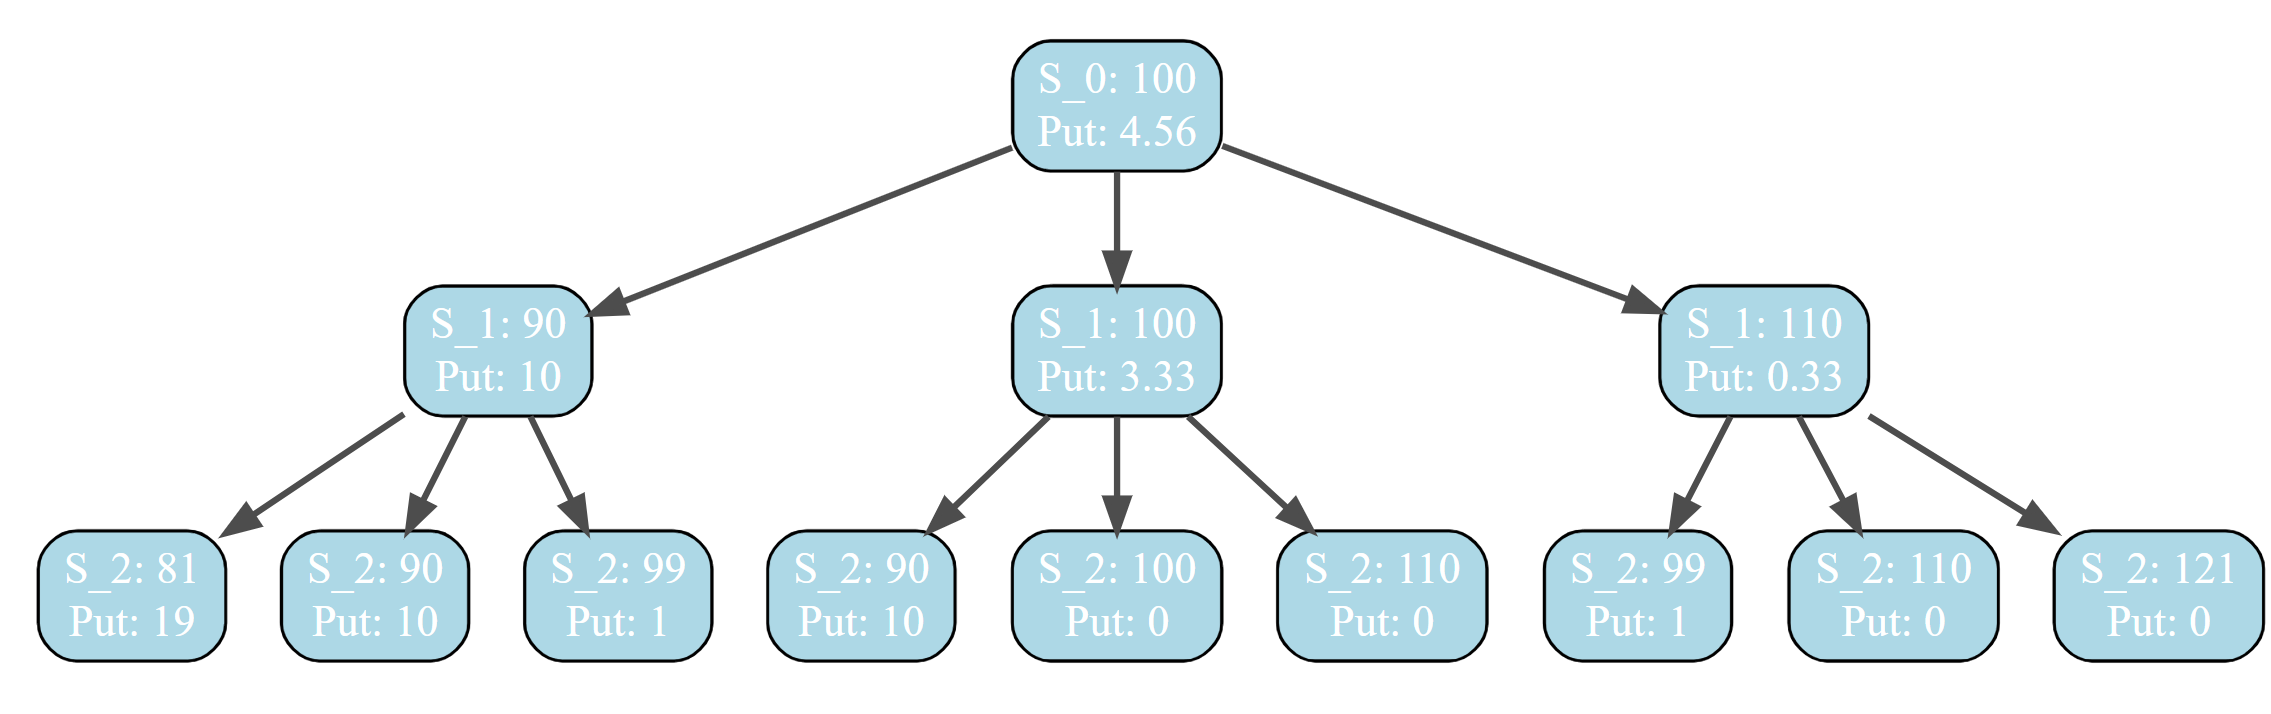 S_0: 100
Put: 4.56
S_1: 90
Put: 10
S_1: 100
Put: 3.33
S_1: 110
Put: 0.33
S_2: 81
Put: 19
S_2: 90
Put: 10
S_2: 99
Put: 1
S_2: 90
Put: 10
S_2: 100
Put: 0
S_2: 110
Put: 0
S_2: 99
Put: 1
S_2: 110
Put: 0
S_2: 121
Put: 0